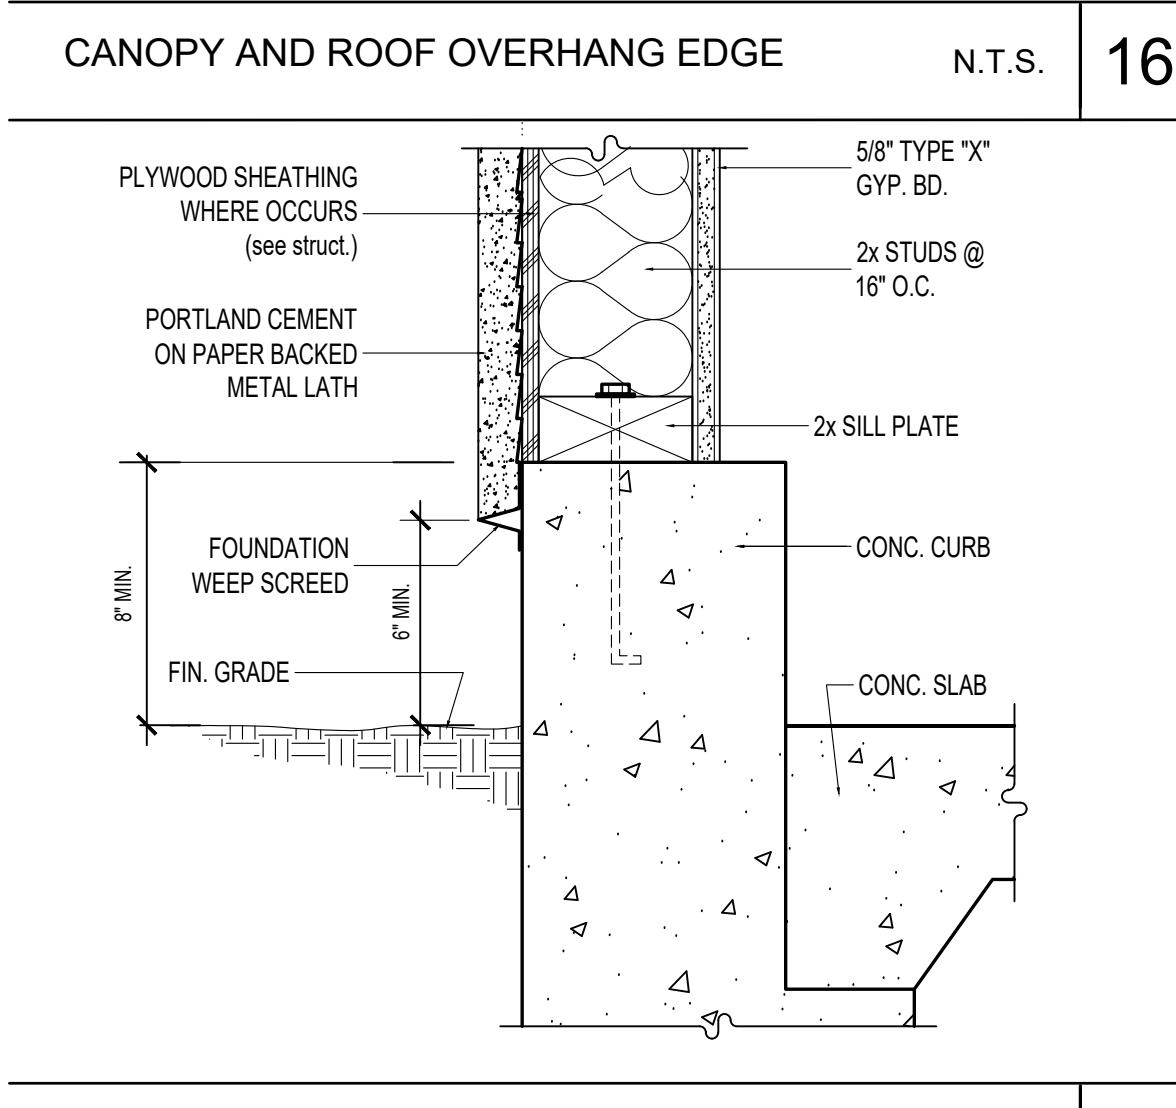 CANOPY AND ROOF OVERHANG EDGE
N.T.S.
16
PLYWOOD SHEATHING
WHERE OCCURS
(see struct.)
5/8" TYPE "X"
GYP. BD.
2x STUDS @
16" O.C.
PORTLAND CEMENT
ON PAPER BACKED
METAL LATH
2x SILL PLATE
FOUNDATION
WEEP SCREED
CONC. CURB
8" MIN.
6" MIN.
FIN. GRADE
CONC. SLAB